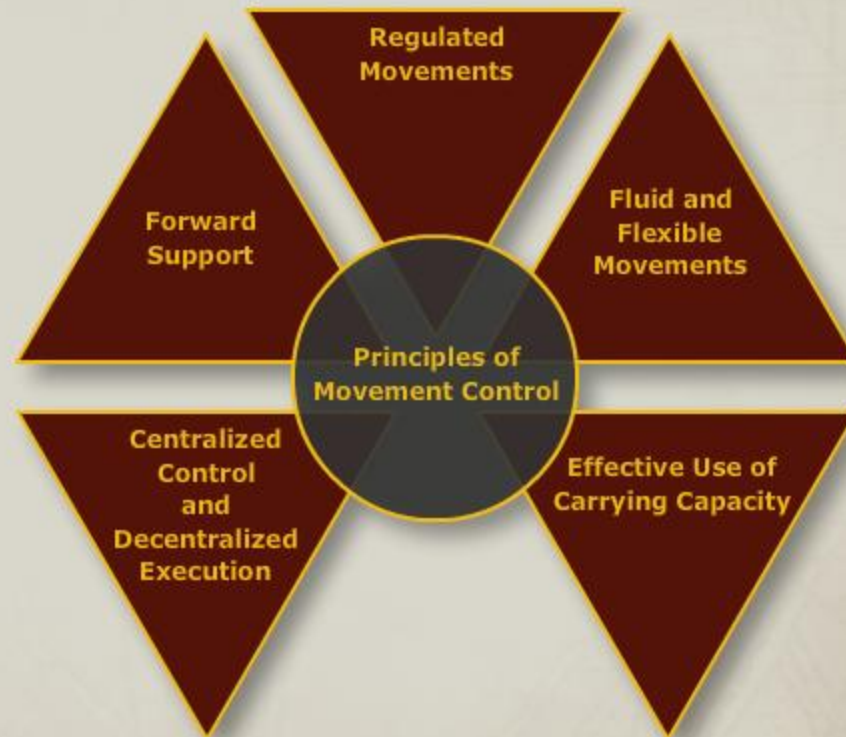 Regulated
Movements
Forward
Support
Fluid and
Flexible
Movements
Principles of
Movement Control
Centralized
Control
and
Decentralized
Execution
Effective Use of
Carrying Capacity